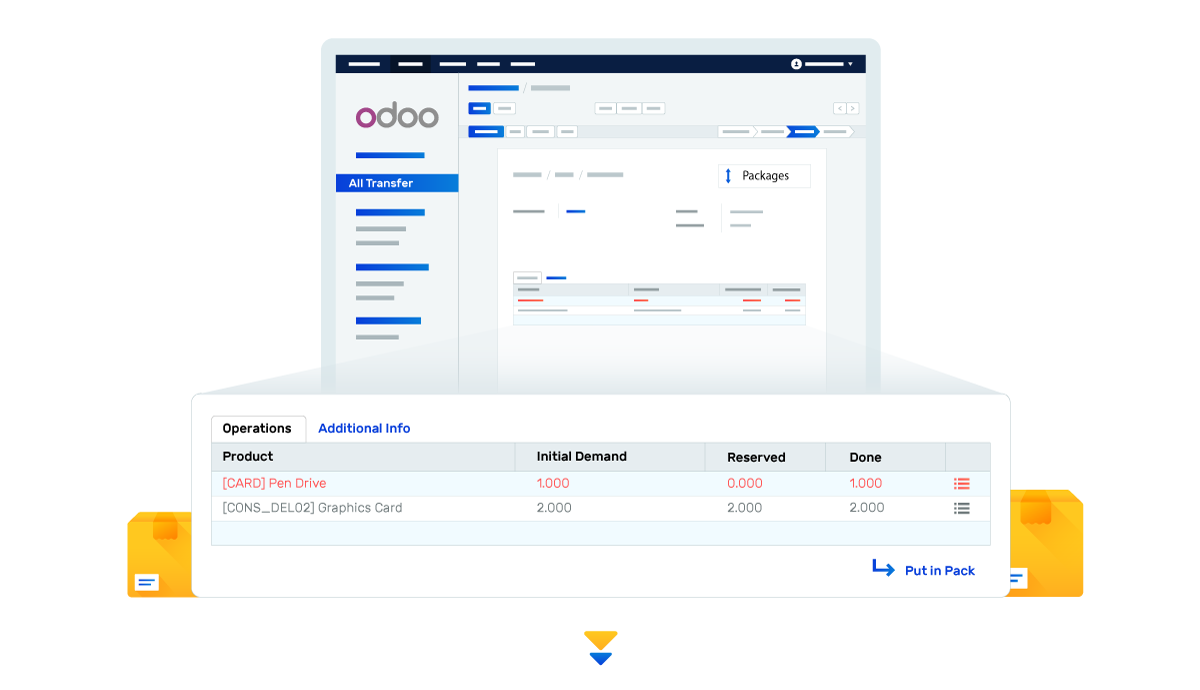 odoo
All Transfer
Packages
Operations Additional Info
Product Initial Demand Reserved Done
[CARD] Pen Drive 1.000 0.000 1.000
[CONS_DEL02] Graphics Card 2.000 2.000 2.000
Put in Pack